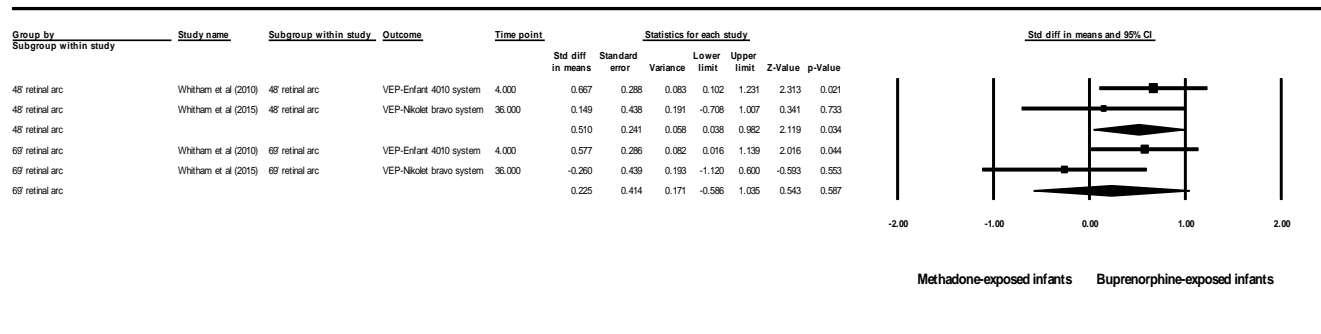 Group by Study name Subgroup within study Outcome Time point Statistics for each study Std diff in means and 95% CI
Subgroup within study
Std diff Standard Lower Upper
in means error Variance limit limit Z-Value p-Value
48' retinal arc Whitham et al (2010) 48' retinal arc VEP-Enfant 4010 system 4.000 0.667 0.288 0.083 0.102 1.231 2.313 0.021
48' retinal arc Whitham et al (2015) 48' retinal arc VEP-Nikolet bravo system 36.000 0.149 0.438 0.191 -0.708 1.007 0.341 0.733
48' retinal arc 0.510 0.241 0.058 0.038 0.982 2.119 0.034
69' retinal arc Whitham et al (2010) 69' retinal arc VEP-Enfant 4010 system 4.000 0.577 0.286 0.082 0.016 1.139 2.016 0.044
69' retinal arc Whitham et al (2015) 69' retinal arc VEP-Nikolet bravo system 36.000 -0.260 0.439 0.193 -1.120 0.600 -0.593 0.553
69' retinal arc 0.225 0.414 0.171 -0.586 1.035 0.543 0.587
-2.00 -1.00 0.00 1.00 2.00
Methadone-exposed infants Buprenorphine-exposed infants